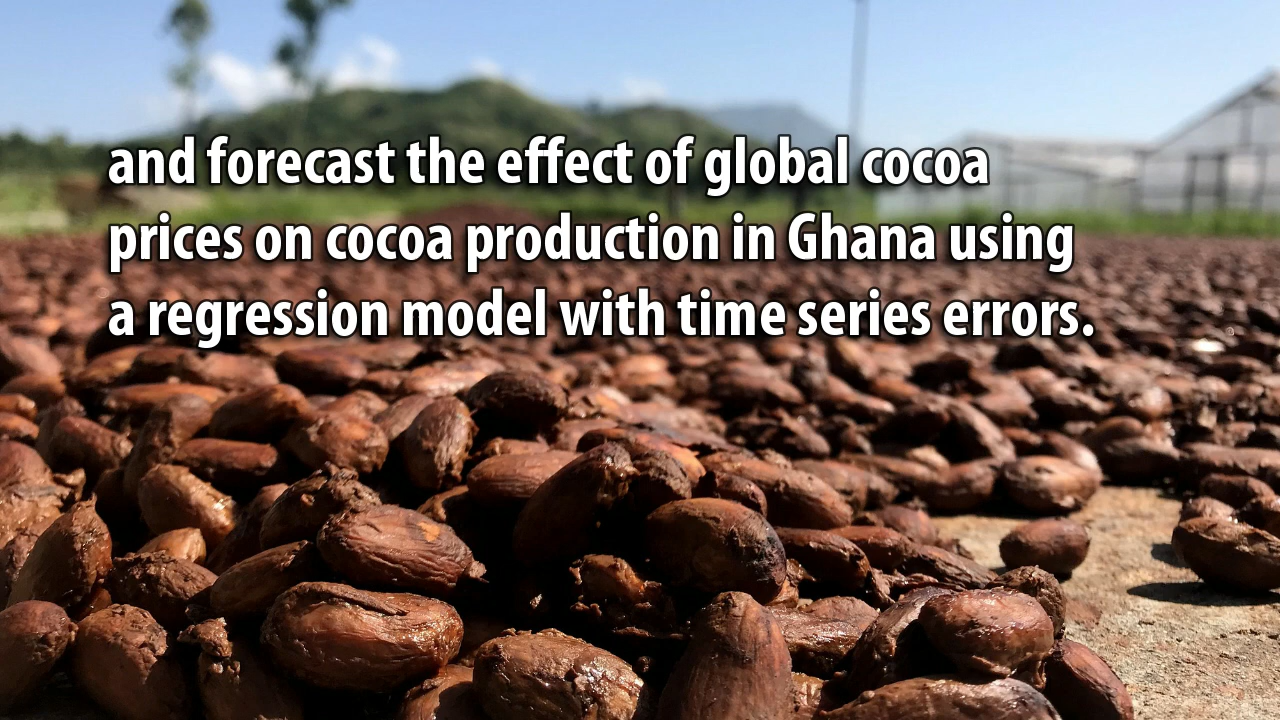 and forecast the effect of global cocoa
prices on cocoa production in Ghana using
a regression model with time series errors.